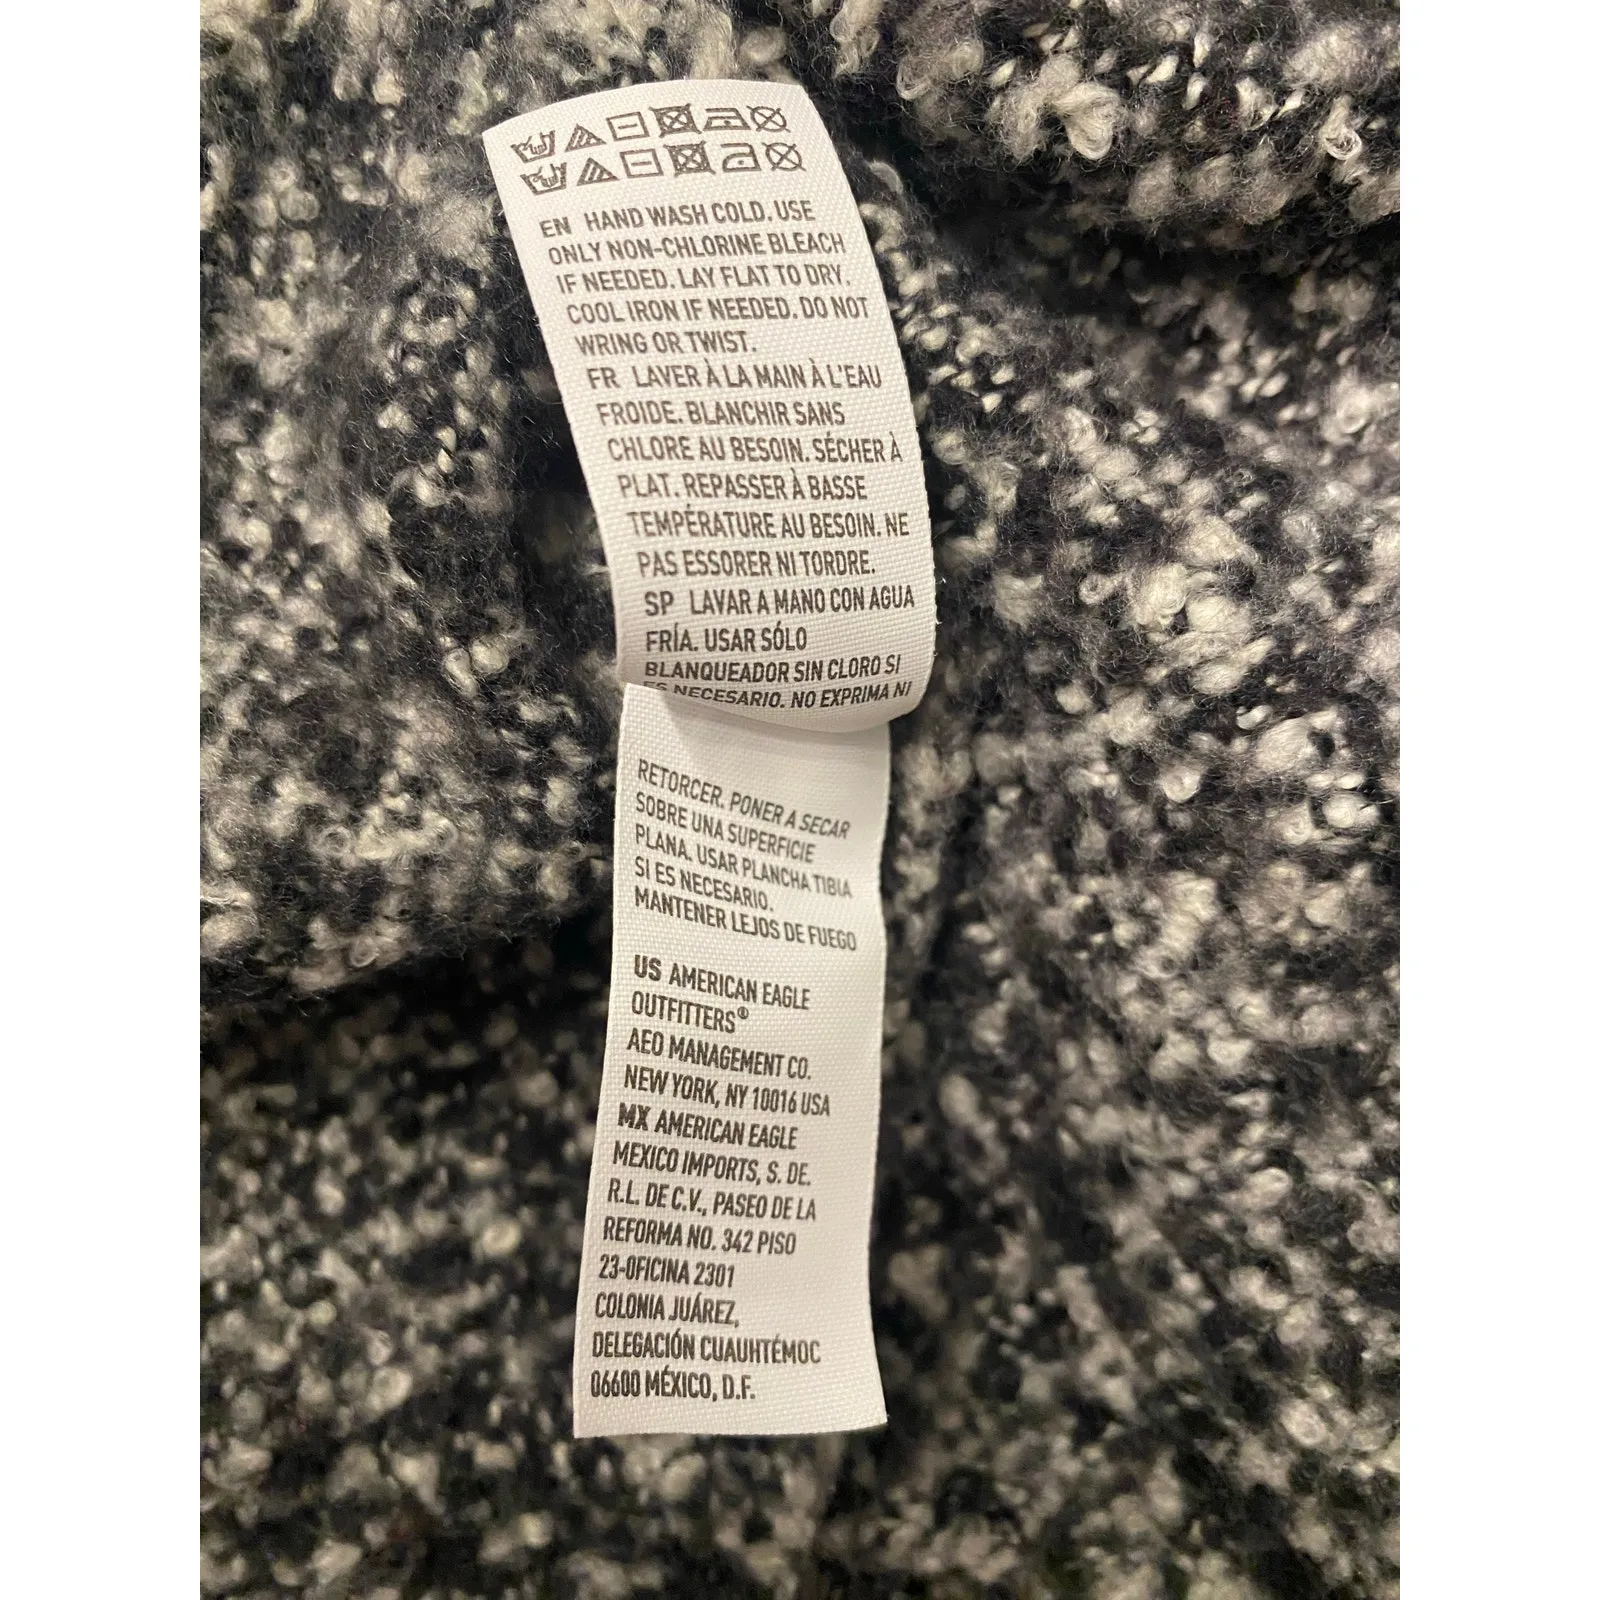 EN HAND WASH COLD. USE
ONLY NON-CHLORINE BLEACH
IF NEEDED. LAY FLAT TO DRY.
COOL IRON IF NEEDED. DO NOT
WRING OR TWIST.
FR LAVER À LA MAIN À L'EAU
FROIDE. BLANCHIR SANS
CHLORE AU BESOIN. SÉCHER À
PLAT. REPASSER À BASSE
TEMPÉRATURE AU BESOIN. NE
PAS ESSORER NI TORDRE.
SP LAVAR A MANO CON AGUA
FRÍA. USAR SÓLO
BLANQUEADOR SIN CLORO SI
ES NECESARIO. NO EXPRIMA NI
RETORCER. PONER A SECAR
SOBRE UNA SUPERFICIE
PLANA. USAR PLANCHA TIBIA
SI ES NECESARIO.
MANTENER LEJOS DE FUEGO
US AMERICAN EAGLE
OUTFITTERS®
AEO MANAGEMENT CO.
NEW YORK, NY 10016 USA
MX AMERICAN EAGLE
MEXICO IMPORTS, S. DE.
R.L. DE C.V., PASEO DE LA
REFORMA NO. 342 PISO
23-OFICINA 2301
COLONIA JUÁREZ,
DELEGACIÓN CUAUHTÉMOC
06600 MÉXICO, D.F.